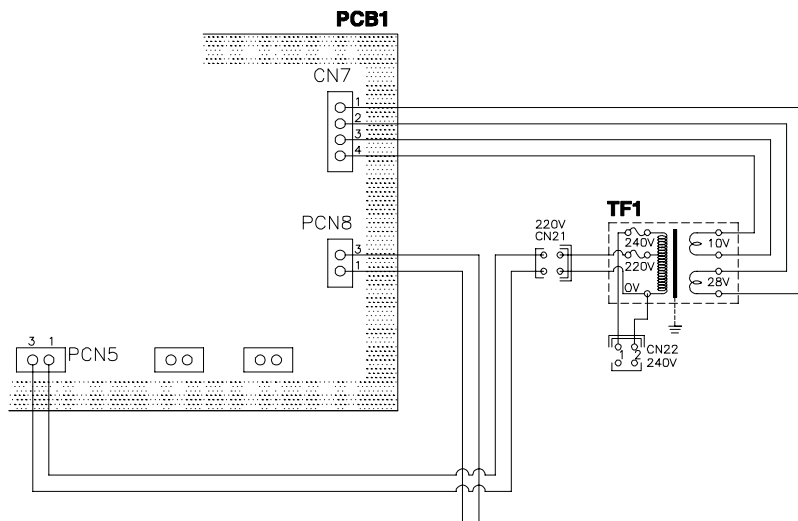 PCB1
CN7
1
2
3
4
PCN8
3
1
220V
CN21
TF1
240V
220V
0V
10V
28V
1 2
CN22
240V
3 1
PCN5